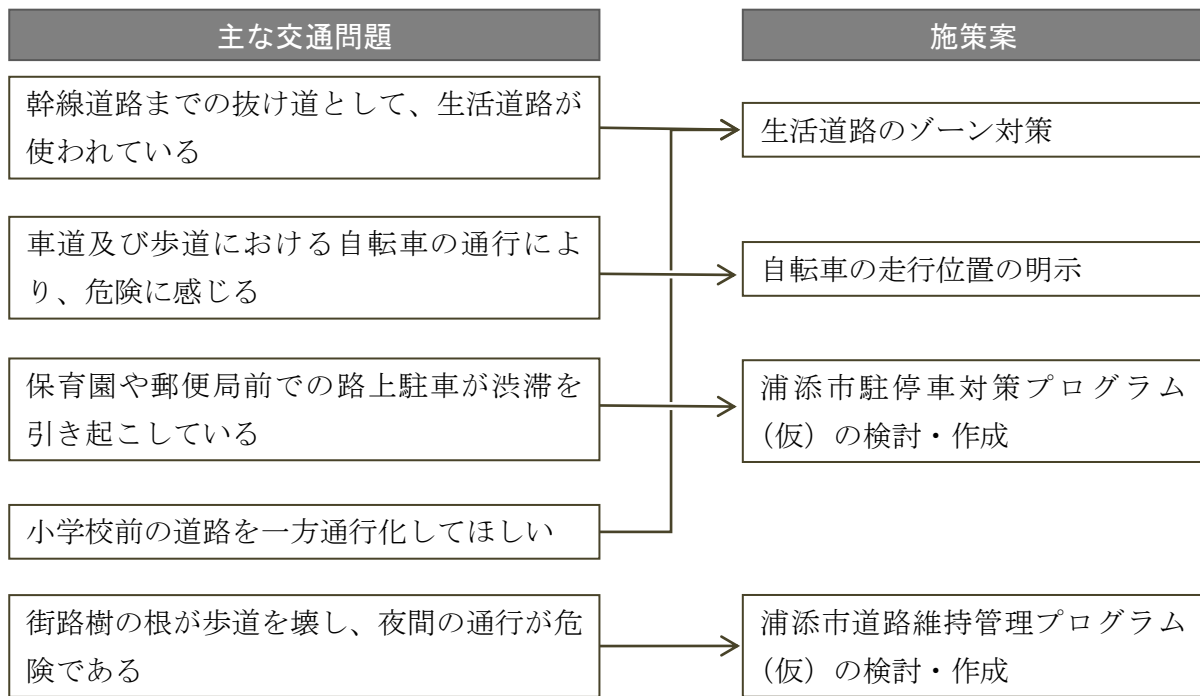 主な交通問題
施策案
幹線道路までの抜け道として、生活道路が
使われている
生活道路のゾーン対策
車道及び歩道における自転車の通行によ
り、危険に感じる
自転車の走行位置の明示
保育園や郵便局前での路上駐車が渋滞を
引き起こしている
浦添市駐停車対策プログラム
（仮）の検討・作成
小学校前の道路を一方通行化してほしい
街路樹の根が歩道を壊し、夜間の通行が危
険である
浦添市道路維持管理プログラム
（仮）の検討・作成